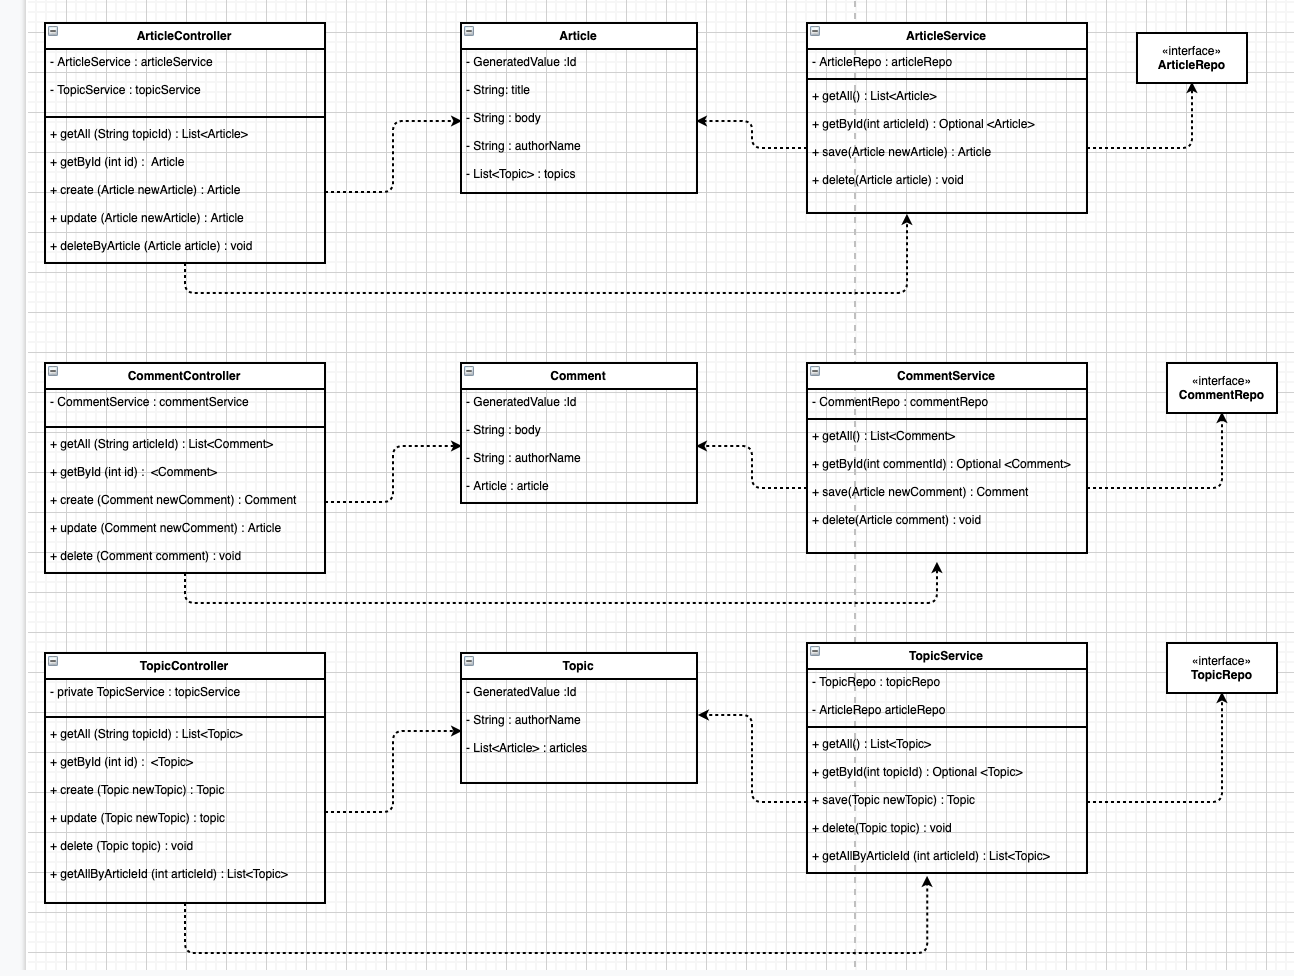 ArticleController
- ArticleService : articleService
- TopicService : topicService
+ getAll (String topicId) : List<Article>
+ getById (int id) :  Article
+ create (Article newArticle) : Article
+ update (Article newArticle) : Article
+ deleteByArticle (Article article) : void
Article
- GeneratedValue :Id
- String: title
- String : body
- String : authorName
- List<Topic> : topics
ArticleService
- ArticleRepo : articleRepo
+ getAll() : List<Article>
+ getById(int articleId) : Optional <Article>
+ save(Article newArticle) : Article
+ delete(Article article) : void
«interface»
ArticleRepo
CommentController
- CommentService : commentService
+ getAll (String articleId) : List<Comment>
+ getById (int id) :  <Comment>
+ create (Comment newComment) : Comment
+ update (Comment newComment) : Article
+ delete (Comment comment) : void
Comment
- GeneratedValue :Id
- String : body
- String : authorName
- Article : article
CommentService
- CommentRepo : commentRepo
+ getAll() : List<Comment>
+ getById(int commentId) : Optional <Comment>
+ save(Article newComment) : Comment
+ delete(Article comment) : void
«interface»
CommentRepo
TopicController
- private TopicService : topicService
+ getAll (String topicId) : List<Topic>
+ getById (int id) :  <Topic>
+ create (Topic newTopic) : Topic
+ update (Topic newTopic) : topic
+ delete (Topic topic) : void
+ getAllByArticleId (int articleId) : List<Topic>
Topic
- GeneratedValue :Id
- String : authorName
- List<Article> : articles
TopicService
- TopicRepo : topicRepo
- ArticleRepo articleRepo
+ getAll() : List<Topic>
+ getById(int topicId) : Optional <Topic>
+ save(Topic newTopic) : Topic
+ delete(Topic topic) : void
+ getAllByArticleId (int articleId) : List<Topic>
«interface»
TopicRepo